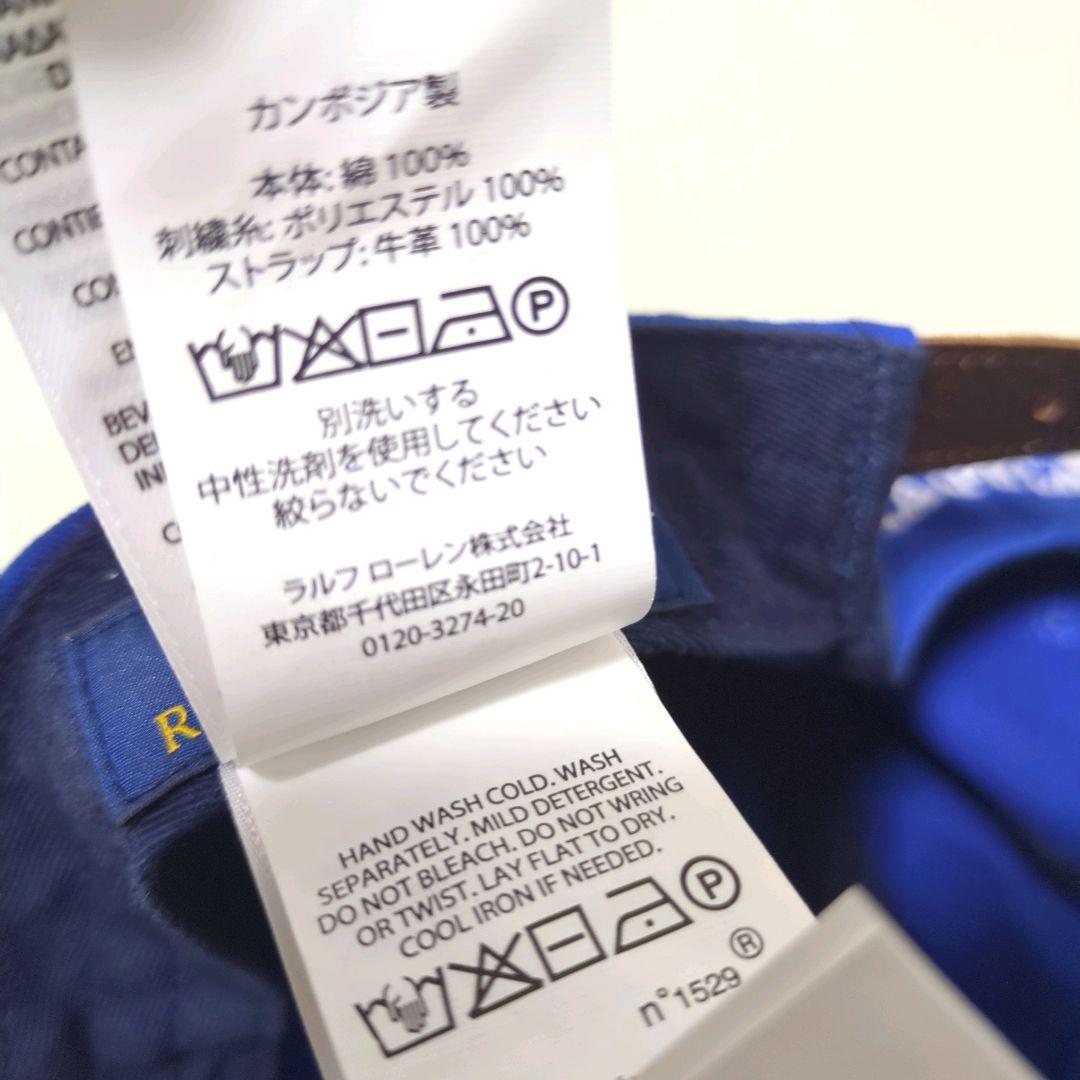 カンボジア製
本体: 綿 100%
刺繍糸: ポリエステル 100%
ストラップ: 牛革 100%
P
別洗いする
中性洗剤を使用してください
絞らないでください
ラルフ ローレン株式会社
東京都千代田区永田町2-10-1
0120-3274-20
R
HAND WASH COLD. WASH
SEPARATELY. MILD DETERGENT.
DO NOT BLEACH. DO NOT WRING
OR TWIST. LAY FLAT TO DRY.
COOL IRON IF NEEDED.
P
n°1529 ®